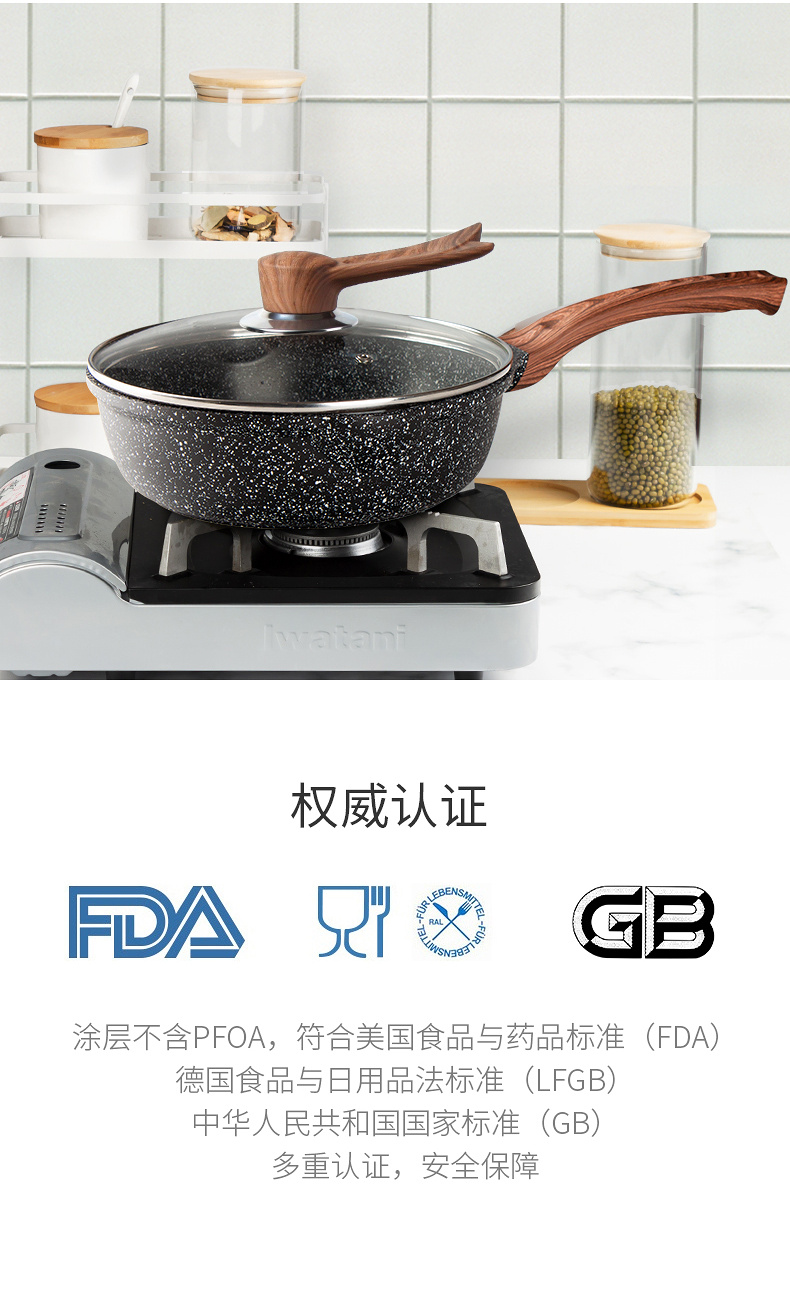 Iwatani
权威认证
FDA
FÜR LEBENSMITTEL-FÜR LEBENSMITTEL-
RAL
GB
涂层不含PFOA，符合美国食品与药品标准（FDA）
德国食品与日用品法标准（LFGB）
中华人民共和国国家标准（GB）
多重认证，安全保障